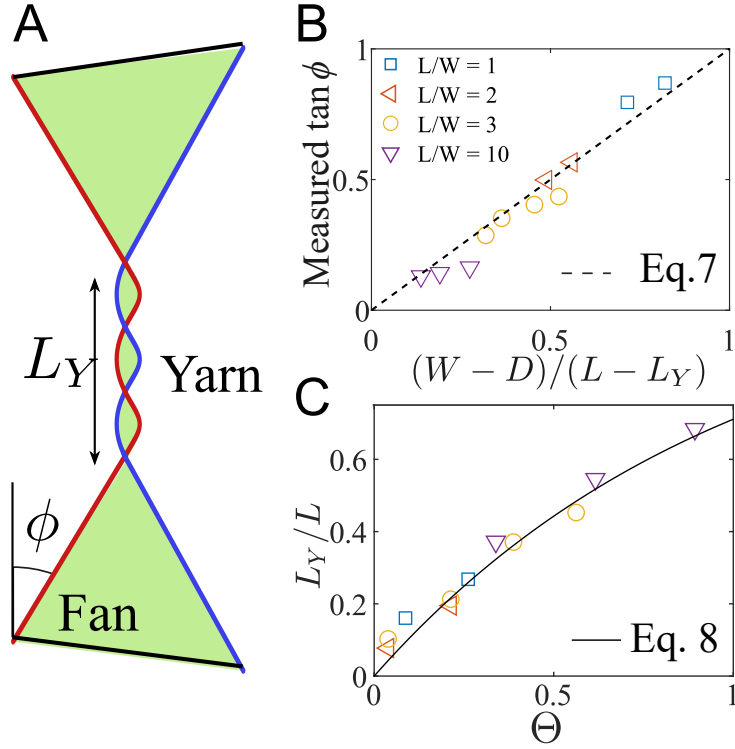 A
L_Y
Yarn
ϕ
Fan
B
Measured tan ϕ
1
0.5
0
L/W = 1
L/W = 2
L/W = 3
L/W = 10
Eq.7
0
0.5
1
(W − D)/(L − L_Y)
C
L_Y/L
0.6
0.4
0.2
0
Eq. 8
0
0.5
1
Θ